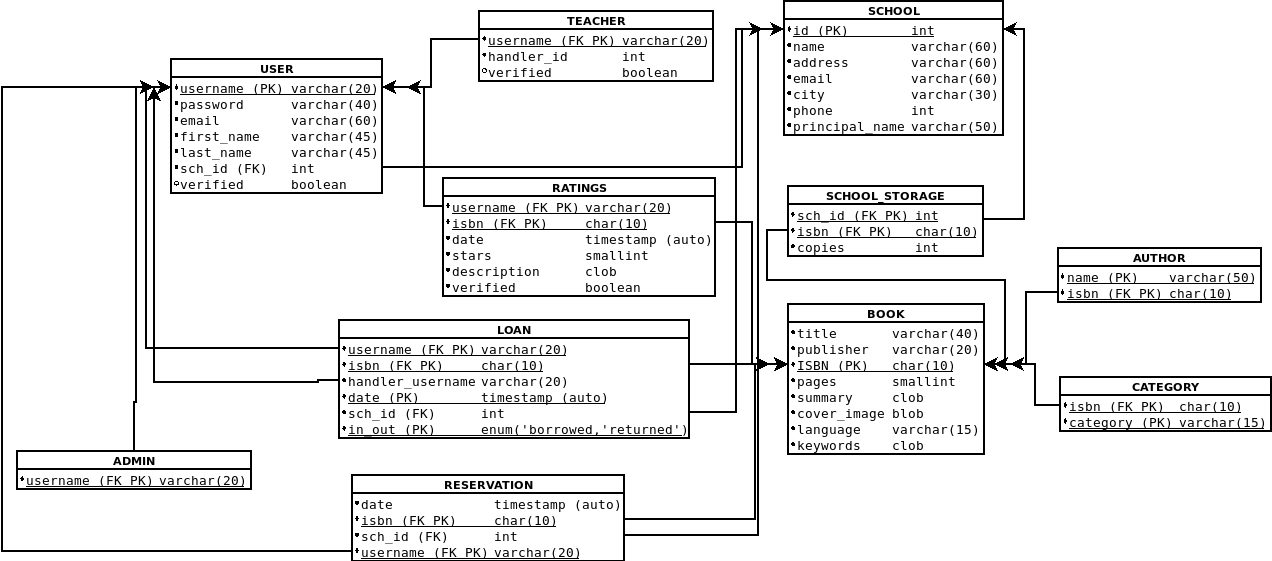 TEACHER
username (FK PK) varchar(20)
handler_id int
verified boolean
SCHOOL
id (PK) int
name varchar(60)
address varchar(60)
email varchar(60)
city varchar(30)
phone int
principal_name varchar(50)
USER
username (PK) varchar(20)
password varchar(40)
email varchar(60)
first_name varchar(45)
last_name varchar(45)
sch_id (FK) int
verified boolean
RATINGS
username (FK PK) varchar(20)
isbn (FK PK) char(10)
date timestamp (auto)
stars smallint
description clob
verified boolean
SCHOOL_STORAGE
sch_id (FK PK) int
isbn (FK PK) char(10)
copies int
AUTHOR
name (PK) varchar(50)
isbn (FK PK) char(10)
BOOK
title varchar(40)
publisher varchar(20)
ISBN (PK) char(10)
pages smallint
summary clob
cover_image blob
language varchar(15)
keywords clob
LOAN
username (FK PK) varchar(20)
isbn (FK PK) char(10)
handler_username varchar(20)
date (PK) timestamp (auto)
sch_id (FK) int
in_out (PK) enum('borrowed,'returned')
CATEGORY
isbn (FK PK) char(10)
category (PK) varchar(15)
ADMIN
username (FK PK) varchar(20)
RESERVATION
date timestamp (auto)
isbn (FK PK) char(10)
sch_id (FK) int
username (FK PK) varchar(20)